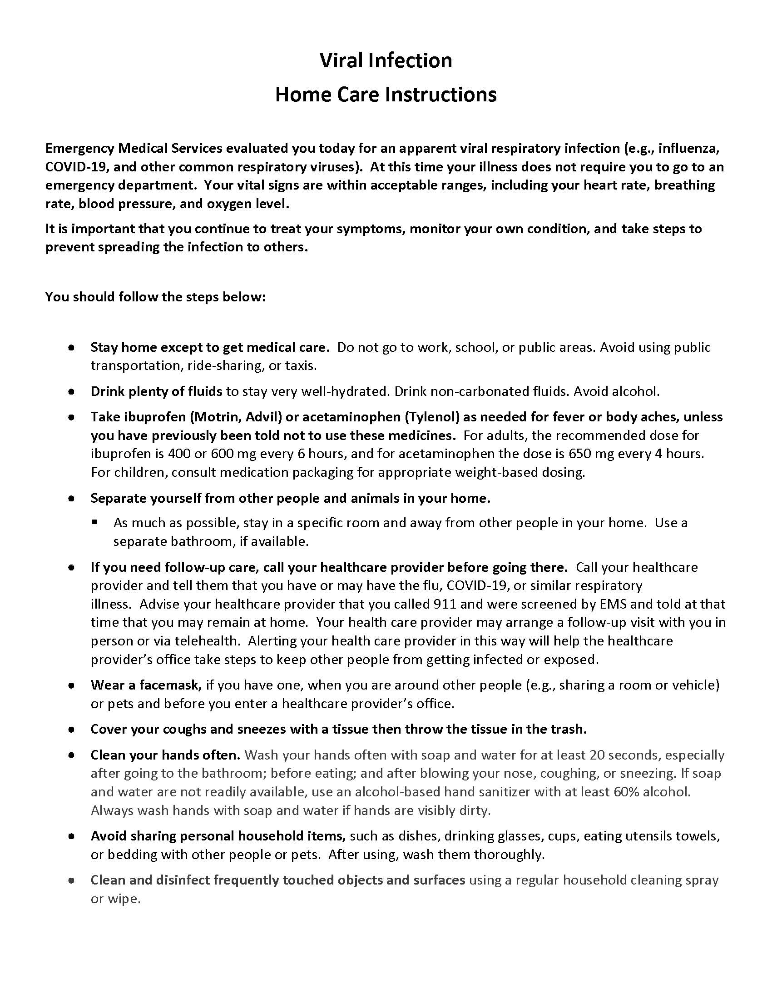 Viral Infection
Home Care Instructions
Emergency Medical Services evaluated you today for an apparent viral respiratory infection (e.g., influenza,
COVID-19, and other common respiratory viruses).  At this time your illness does not require you to go to an
emergency department.  Your vital signs are within acceptable ranges, including your heart rate, breathing
rate, blood pressure, and oxygen level.
It is important that you continue to treat your symptoms, monitor your own condition, and take steps to
prevent spreading the infection to others.
You should follow the steps below:
• Stay home except to get medical care.  Do not go to work, school, or public areas. Avoid using public
transportation, ride-sharing, or taxis.
• Drink plenty of fluids to stay very well-hydrated. Drink non-carbonated fluids. Avoid alcohol.
• Take ibuprofen (Motrin, Advil) or acetaminophen (Tylenol) as needed for fever or body aches, unless
you have previously been told not to use these medicines.  For adults, the recommended dose for
ibuprofen is 400 or 600 mg every 6 hours, and for acetaminophen the dose is 650 mg every 4 hours.
For children, consult medication packaging for appropriate weight-based dosing.
• Separate yourself from other people and animals in your home.
▪ As much as possible, stay in a specific room and away from other people in your home.  Use a
separate bathroom, if available.
• If you need follow-up care, call your healthcare provider before going there.  Call your healthcare
provider and tell them that you have or may have the flu, COVID-19, or similar respiratory
illness.  Advise your healthcare provider that you called 911 and were screened by EMS and told at that
time that you may remain at home.  Your health care provider may arrange a follow-up visit with you in
person or via telehealth.  Alerting your health care provider in this way will help the healthcare
provider’s office take steps to keep other people from getting infected or exposed.
• Wear a facemask, if you have one, when you are around other people (e.g., sharing a room or vehicle)
or pets and before you enter a healthcare provider’s office.
• Cover your coughs and sneezes with a tissue then throw the tissue in the trash.
• Clean your hands often. Wash your hands often with soap and water for at least 20 seconds, especially
after going to the bathroom; before eating; and after blowing your nose, coughing, or sneezing. If soap
and water are not readily available, use an alcohol-based hand sanitizer with at least 60% alcohol.
Always wash hands with soap and water if hands are visibly dirty.
• Avoid sharing personal household items, such as dishes, drinking glasses, cups, eating utensils towels,
or bedding with other people or pets.  After using, wash them thoroughly.
• Clean and disinfect frequently touched objects and surfaces using a regular household cleaning spray
or wipe.